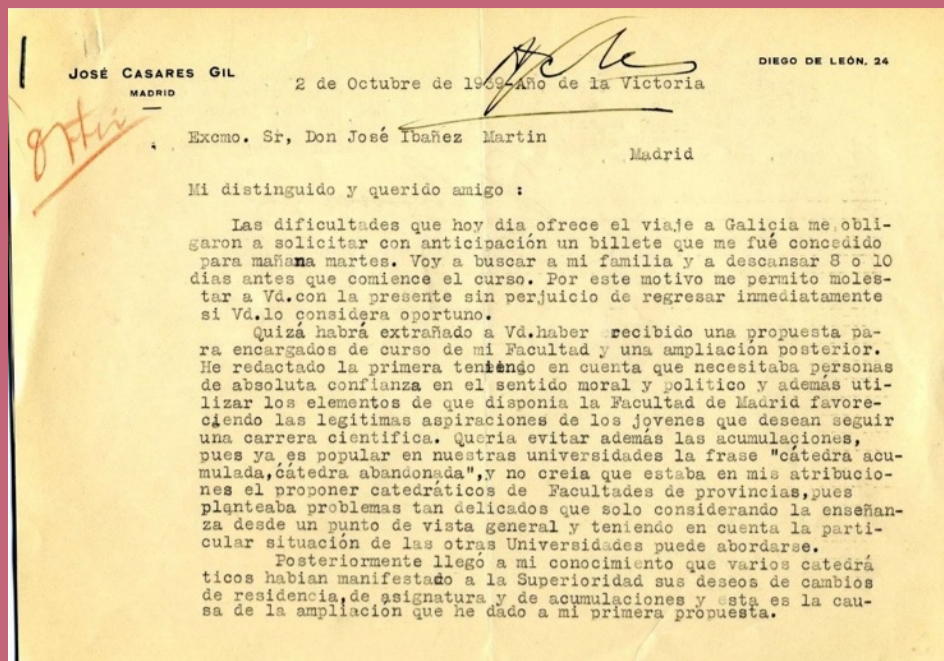 JOSÉ CASARES GIL
MADRID
DIEGO DE LEÓN, 24
2 de Octubre de 1939-Año de la Victoria
Excmo. Sr, Don José Ibañez Martin
Madrid
Mi distinguido y querido amigo :
Las dificultades que hoy dia ofrece el viaje a Galicia me obli-
garon a solicitar con anticipación un billete que me fué concedido
para mañana martes. Voy a buscar a mi familia y a descansar 8 o 10
dias antes que comience el curso. Por este motivo me permito moles-
tar a Vd.con la presente sin perjuicio de regresar inmediatamente
si Vd.lo considera oportuno.
Quizá habrá extrañado a Vd.haber recibido una propuesta pa-
ra encargados de curso de mi Facultad y una ampliación posterior.
He redactado la primera teniendo en cuenta que necesitaba personas
de absoluta confianza en el sentido moral y politico y además uti-
lizar los elementos de que disponia la Facultad de Madrid favore-
ciendo las legitimas aspiraciones de los jovenes que desean seguir
una carrera cientifica. Queria evitar además las acumulaciones,
pues ya es popular en nuestras universidades la frase "cátedra acu-
mulada,cátedra abandonada",y no creia que estaba en mis atribucio-
nes el proponer catedráticos de Facultades de provincias,pues
planteaba problemas tan delicados que solo considerando la enseñan-
za desde un punto de vista general y teniendo en cuenta la parti-
cular situación de las otras Universidades puede abordarse.
Posteriormente llegó a mi conocimiento que varios catedrá
ticos habian manifestado a la Superioridad sus deseos de cambios
de residencia,de asignatura y de acumulaciones y esta es la cau-
sa de la ampliación que he dado a mi primera propuesta.